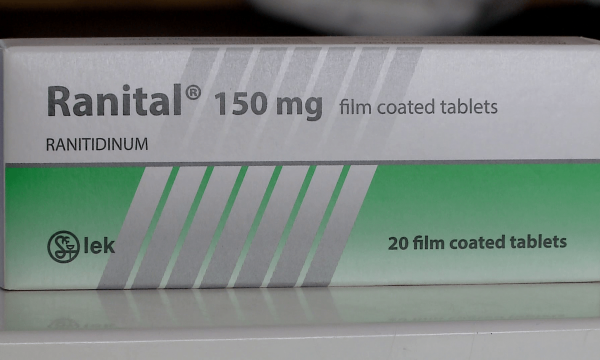 Ranital® 150 mg film coated tablets
RANITIDINUM
lek
20 film coated tablets